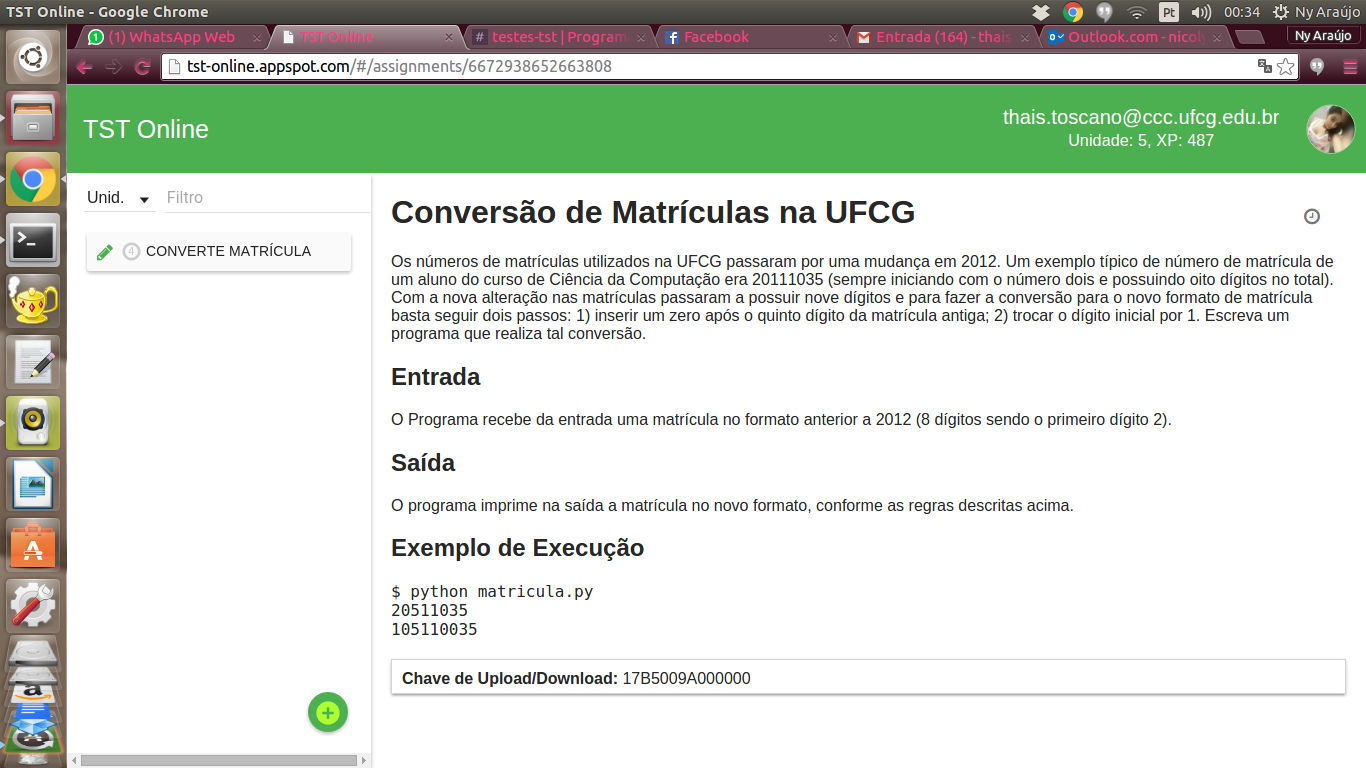 TST Online - Google Chrome
Pt
00:34
Ny Araújo
(1) WhatsApp Web
TST Online
testes-tst | Program
Facebook
Entrada (164) - thais
Outlook.com - nicoly
Ny Araújo
tst-online.appspot.com/#/assignments/6672938652663808
TST Online
thais.toscano@ccc.ufcg.edu.br
Unidade: 5, XP: 487
Unid.
Filtro
4 CONVERTE MATRÍCULA
Conversão de Matrículas na UFCG
Os números de matrículas utilizados na UFCG passaram por uma mudança em 2012. Um exemplo típico de número de matrícula de
um aluno do curso de Ciência da Computação era 20111035 (sempre iniciando com o número dois e possuindo oito dígitos no total).
Com a nova alteração nas matrículas passaram a possuir nove dígitos e para fazer a conversão para o novo formato de matrícula
basta seguir dois passos: 1) inserir um zero após o quinto dígito da matrícula antiga; 2) trocar o dígito inicial por 1. Escreva um
programa que realiza tal conversão.
Entrada
O Programa recebe da entrada uma matrícula no formato anterior a 2012 (8 dígitos sendo o primeiro dígito 2).
Saída
O programa imprime na saída a matrícula no novo formato, conforme as regras descritas acima.
Exemplo de Execução
$ python matricula.py
20511035
105110035
Chave de Upload/Download: 17B5009A000000